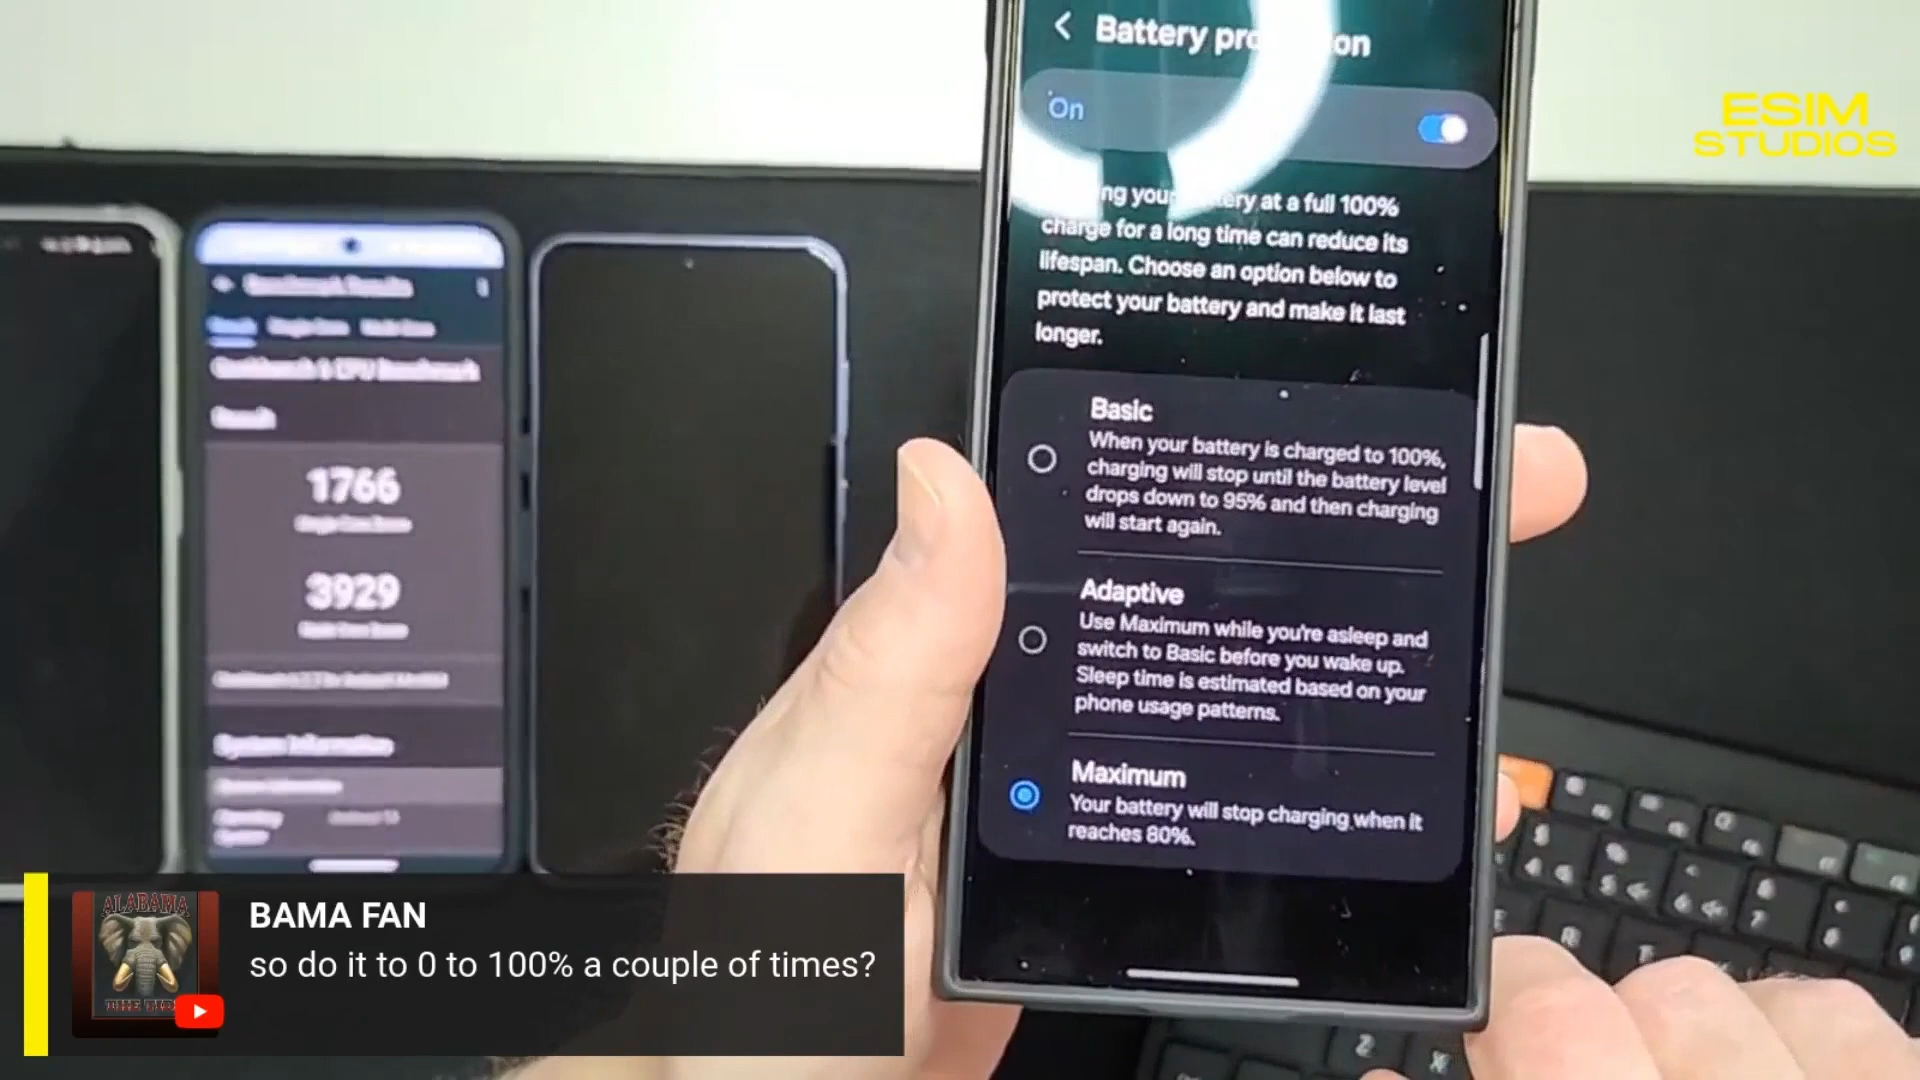 Battery
On
at a full 100%
charge for a long time can reduce its
lifespan. Choose an option below to
protect your battery and make it last
longer.
Basic
When your battery is charged to 100%,
charging will stop until the battery level
drops down to 95% and then charging
will start again.
Adaptive
Use Maximum while you're asleep and
switch to Basic before you wake up.
Sleep time is estimated based on your
phone usage patterns.
Maximum
Your battery will stop charging when it
reaches 80%.
ESIM
STUDIOS
Benchmark Results
1766
3929
System Information
ALABAMA
BAMA FAN
so do it to 0 to 100% a couple of times?